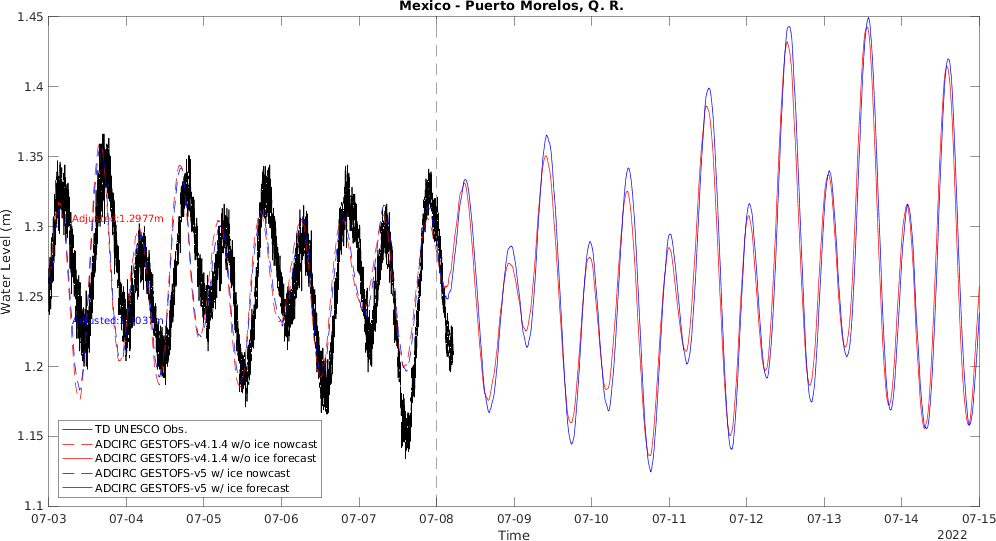 Mexico - Puerto Morelos, Q. R.
1.45
1.4
1.35
1.3
1.25
1.2
1.15
1.1
Water Level (m)
Adjusted:1.2977m
TD UNESCO Obs.
ADCIRC GESTOFS-v4.1.4 w/o ice nowcast
ADCIRC GESTOFS-v4.1.4 w/o ice forecast
ADCIRC GESTOFS-v5 w/ ice nowcast
ADCIRC GESTOFS-v5 w/ ice forecast
07-03 07-04 07-05 07-06 07-07 07-08 07-09 07-10 07-11 07-12 07-13 07-14 07-15
Time
2022